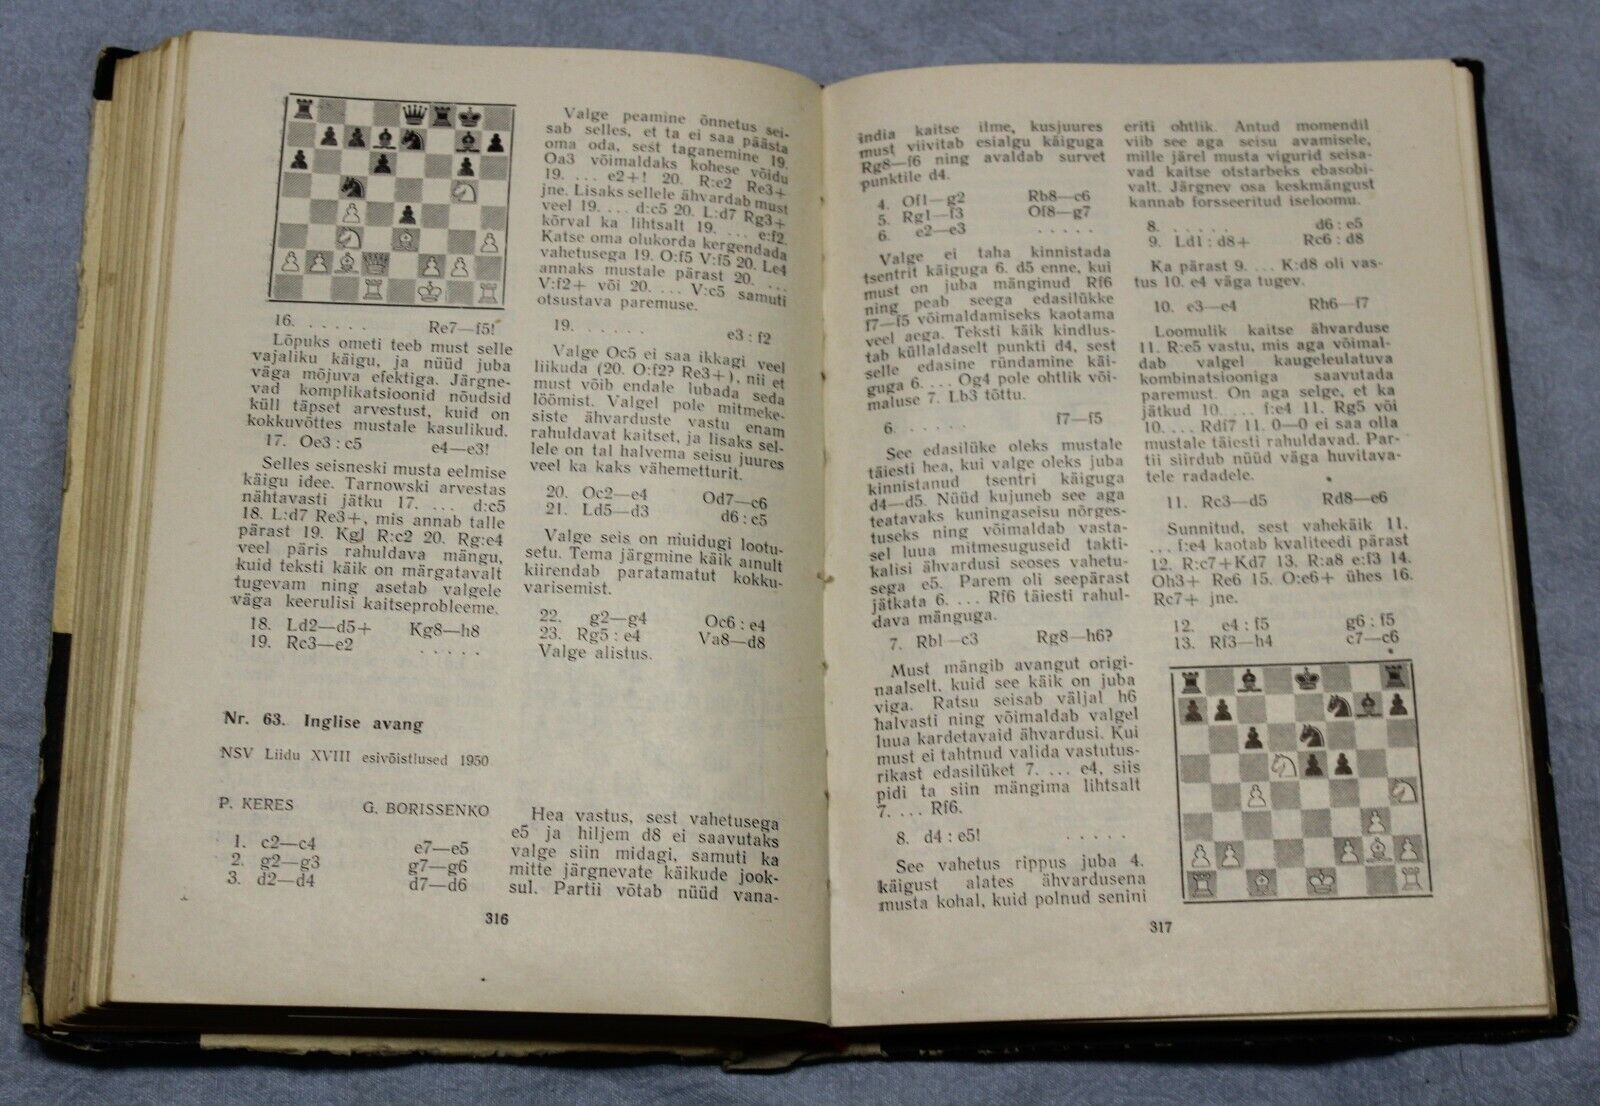 16. . . . . . Re7—f5!
Lõpuks ometi teeb must selle
vajaliku käigu, ja nüüd juba
väga mõjuva efektiga. Järgne-
vad komplikatsioonid nõudsid
küll täpset arvestust, kuid on
kokkuvõttes mustale kasulikud.
17. Oe3 : c5 e4—e3!
Selles seisneski musta eelmise
käigu idee. Tarnowski arvestas
nähtavasti jätku 17. ... d:c5
18. L:d7 Re3+, mis annab talle
pärast 19. Kg1 R:c2 20. Rg:e4
veel päris rahuldava mängu,
kuid teksti käik on märgatavalt
tugevam ning asetab valgele
väga keerulisi kaitseprobleeme.
18. Ld2—d5+ Kg8—h8
19. Rc3—e2 . . . . .
Nr. 63. Inglise avang
NSV Liidu XVIII esivõistlused 1950
P. KERES G. BORISSENKO
1. c2—c4 e7—e5
2. g2—g3 g7—g6
3. d2—d4 d7—d6
Valge peamine õnnetus sei-
sab selles, et ta ei saa päästa
oma oda, sest taganemine 19.
Oa3 võimaldaks kohese võidu
19. ... e2+! 20. R:e2 Re3+
jne. Lisaks sellele ähvardab must
veel 19. ... d:c5 20. L:d7 Rg3+
kõrval ka lihtsalt 19. ... e:f2.
Katse oma olukorda kergendada
vahetusega 19. O:f5 V:f5 20. Le4
annaks mustale pärast 20. ...
V:f2+ või 20. ... V:c5 samuti
otsustava paremuse.
19. . . . . . e3 : f2
Valge Oc5 ei saa ikkagi veel
liikuda (20. O:f2? Re3+), nii et
must võib endale lubada seda
löömist. Valgel pole mitmeke-
siste ähvarduste vastu enam
rahuldavat kaitset, ja lisaks sel-
lele on tal halvema seisu juures
veel ka kaks vähemetturit.
20. Oc2—e4 Od7—c6
21. Ld5—d3 d6 : c5
Valge seis on muidugi lootu-
setu. Tema järgmine käik ainult
kiirendab paratamatut kokku-
varisemist.
22. g2—g4 Oc6 : e4
23. Rg5 : e4 Va8—d8
Valge alistus.
Hea vastus, sest vahetusega
e5 ja hiljem d8 ei saavutaks
valge siin midagi, samuti ka
mitte järgnevate käikude jook-
sul. Partii võtab nüüd vana-
316
india kaitse ilme, kusjuures
must viivitab esialgu käiguga
Rg8—f6 ning avaldab survet
punktile d4.
4. Of1—g2 Rb8—c6
5. Rg1—f3 Of8—g7
6. e2—e3 . . . . .
Valge ei taha kinnistada
tsentrit käiguga 6. d5 enne, kui
must on juba mänginud Rf6
ning peab seega edasilükke
f7—f5 võimaldamiseks kaotama
veel aega. Teksti käik kindlus-
tab küllaldaselt punkti d4, sest
selle edasine ründamine käi-
guga 6. ... Og4 pole ohtlik või-
maluse 7. Lb3 tõttu.
6. . . . . . f7—f5
See edasilüke oleks mustale
täiesti hea, kui valge oleks juba
kinnistanud tsentri käiguga
d4—d5. Nüüd kujuneb see aga
teatavaks kuningaseisu nõrges-
tuseks ning võimaldab vasta-
sel luua mitmesuguseid takti-
kalisi ähvardusi seoses vahetu-
sega e5. Parem oli seepärast
jätkata 6. ... Rf6 täiesti rahul-
dava mänguga.
7. Rb1—c3 Rg8—h6?
Must mängib avangut origi-
naalselt, kuid see käik on juba
viga. Ratsu seisab väljal h6
halvasti ning võimaldab valgel
luua kardetavaid ähvardusi. Kui
must ei tahtnud valida vastutus-
rikast edasilüket 7. ... e4, siis
pidi ta siin mängima lihtsalt
7. ... Rf6.
8. d4 : e5! . . . . .
See vahetus rippus juba 4.
käigust alates ähvardusena
musta kohal, kuid polnud senini
eriti ohtlik. Antud momendil
viib see aga seisu avamisele,
mille järel musta vigurid seisa-
vad kaitse otstarbeks ebasobi-
valt. Järgnev osa keskmängust
kannab forsseeritud iseloomu.
8. . . . . . d6 : e5
9. Ld1 : d8+ Rc6 : d8
Ka pärast 9. ... K:d8 oli vas-
tus 10. e4 väga tugev.
10. e3—e4 Rh6—f7
Loomulik kaitse ähvarduse
11. R:e5 vastu, mis aga võimal-
dab valgel kaugeleulatuva
kombinatsiooniga saavutada
paremust. On aga selge, et ka
jätkud 10. ... f:e4 11. Rg5 või
10. ... Rdf7 11. 0—0 ei saa olla
mustale täiesti rahuldavad. Par-
tii siirdub nüüd väga huvitava-
tele radadele.
11. Rc3—d5 Rd8—e6
Sunnitud, sest vahekäik 11.
... f:e4 kaotab kvaliteedi pärast
12. R:c7+Kd7 13. R:a8 e:f3 14.
Oh3+ Re6 15. O:e6+ ühes 16.
Rc7+ jne.
12. e4 : f5 g6 : f5
13. Rf3—h4 c7—c6
317